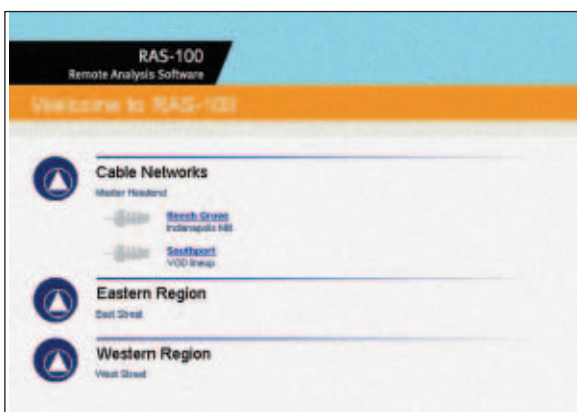 RAS-100
Remote Analysis Software
Welcome to RAS-100
Cable Networks
Master Headend
Beech Grove
Indianapolis Mkt
Southport
VOD lineup
Eastern Region
East Street
Western Region
West Street